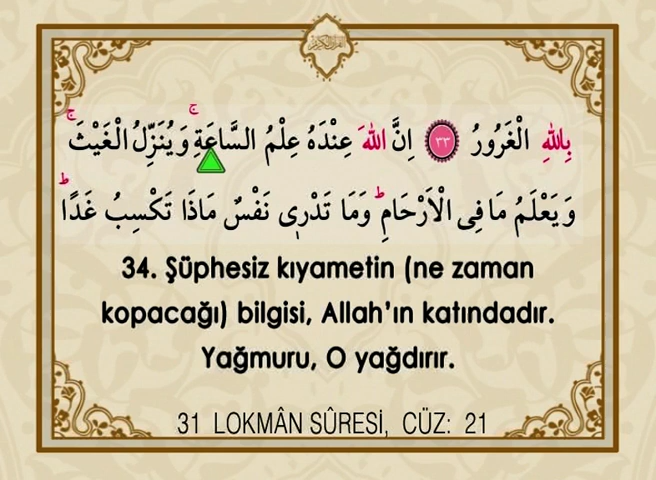 بِاللّٰهِ الْغَرُورُ ﴿٣٣﴾ اِنَّ اللّٰهَ عِنْدَهُ عِلْمُ السَّاعَةِۚ وَيُنَزِّلُ الْغَيْثَۚ
وَيَعْلَمُ مَا فِى الْاَرْحَامِۜ وَمَا تَدْرٖى نَفْسٌ مَاذَا تَكْسِبُ غَدًاۜ
34. Şüphesiz kıyametin (ne zaman
kopacağı) bilgisi, Allah'ın katındadır.
Yağmuru, O yağdırır.
31 LOKMÂN SÛRESİ, CÜZ: 21